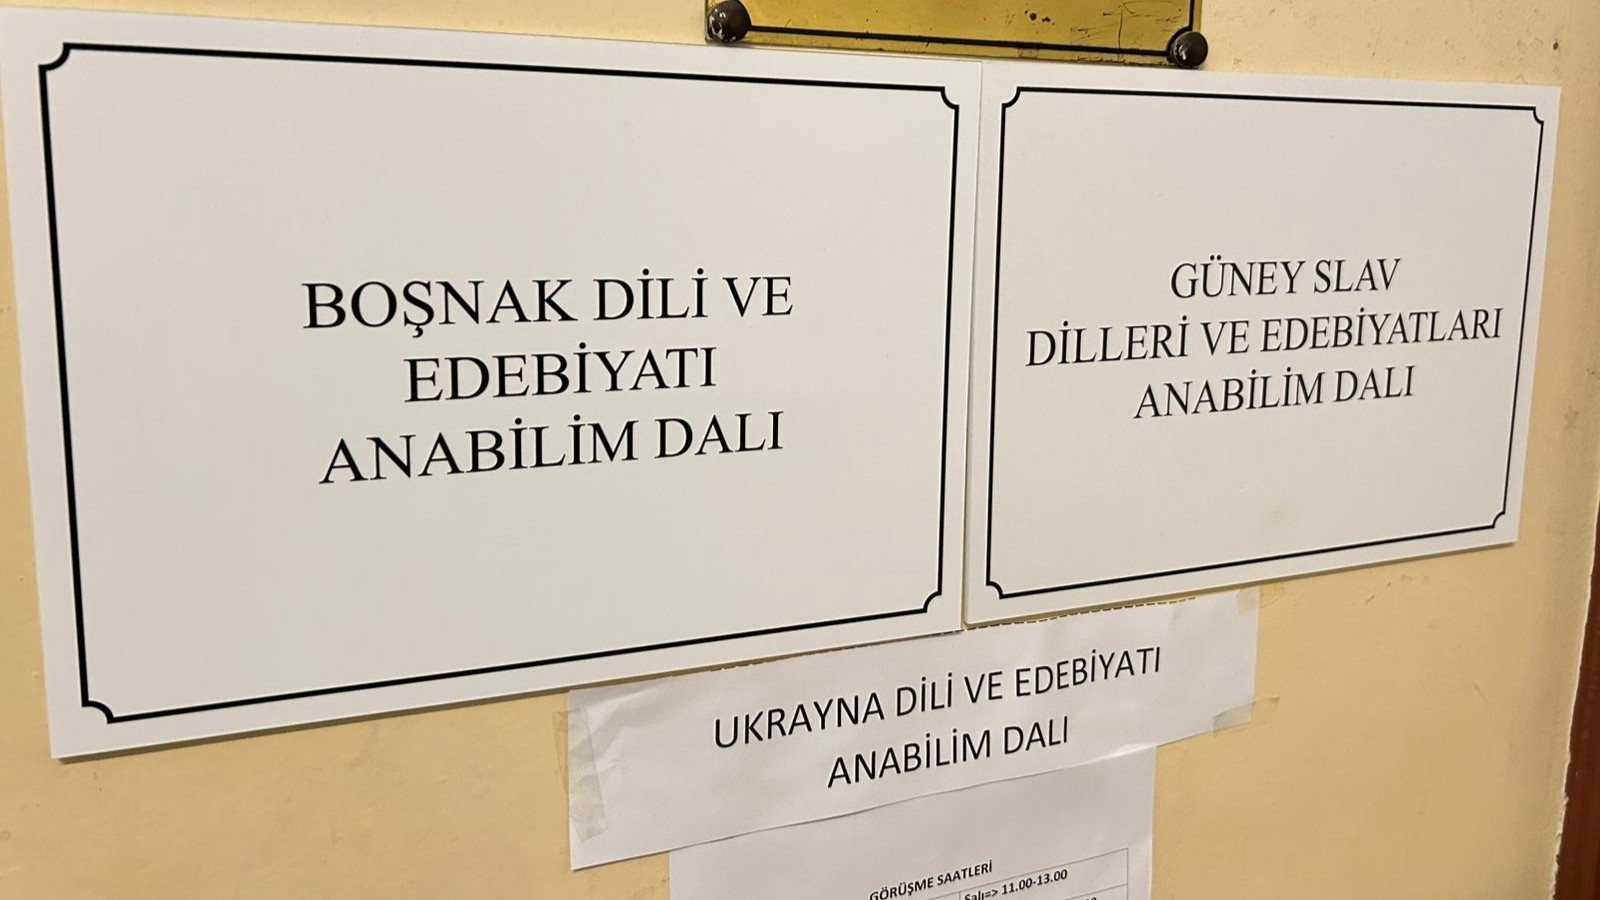 BOŞNAK DİLİ VE
EDEBİYATI
ANABİLİM DALI
GÜNEY SLAV
DİLLERİ VE EDEBİYATLARI
ANABİLİM DALI
UKRAYNA DİLİ VE EDEBİYATI
ANABİLİM DALI
GÖRÜŞME SAATLERİ
Salı=> 11.00-13.00